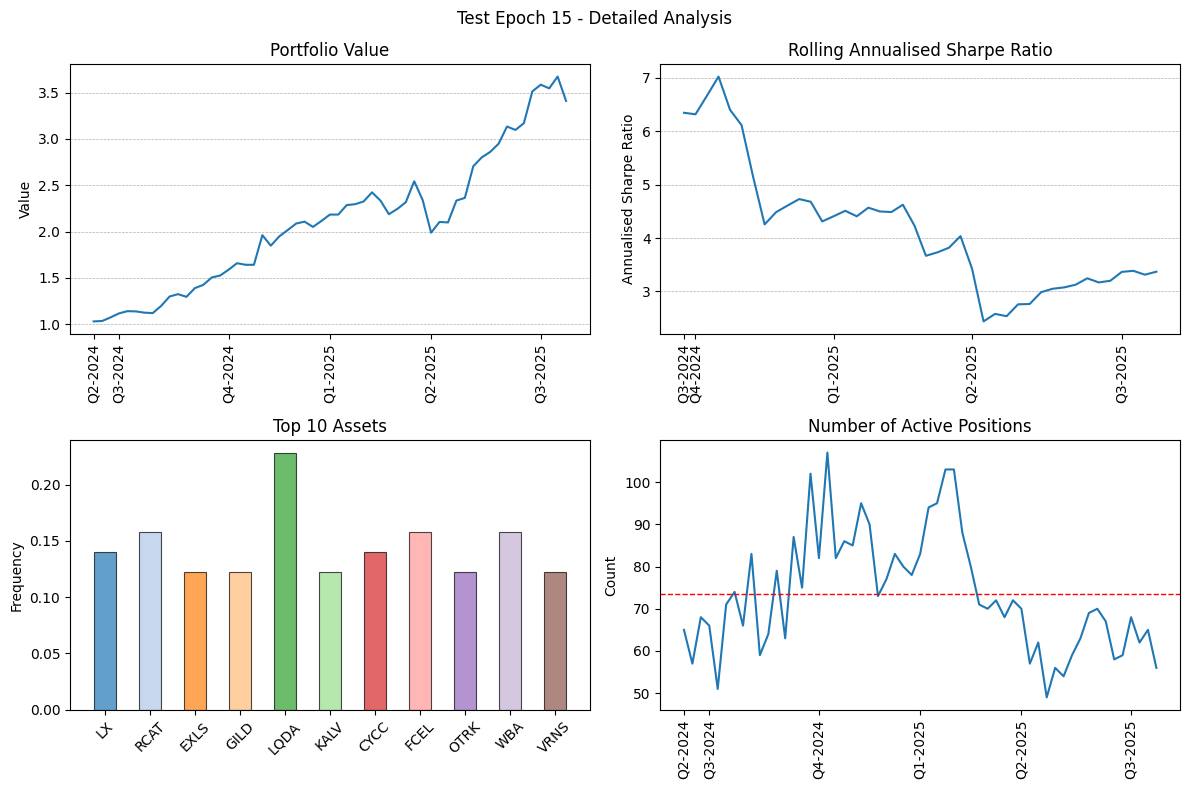 Test Epoch 15 - Detailed Analysis
Portfolio Value
Value
3.5
3.0
2.5
2.0
1.5
1.0
Q2-2024
Q3-2024
Q4-2024
Q1-2025
Q2-2025
Q3-2025
Rolling Annualised Sharpe Ratio
Annualised Sharpe Ratio
7
6
5
4
3
Q3-2024
Q4-2024
Q1-2025
Q2-2025
Q3-2025
Top 10 Assets
Frequency
0.20
0.15
0.10
0.05
0.00
LX
RCAT
EXLS
GILD
LQDA
KALV
CYCC
FCEL
OTRK
WBA
VRNS
Number of Active Positions
Count
100
90
80
70
60
50
Q2-2024
Q3-2024
Q4-2024
Q1-2025
Q2-2025
Q3-2025